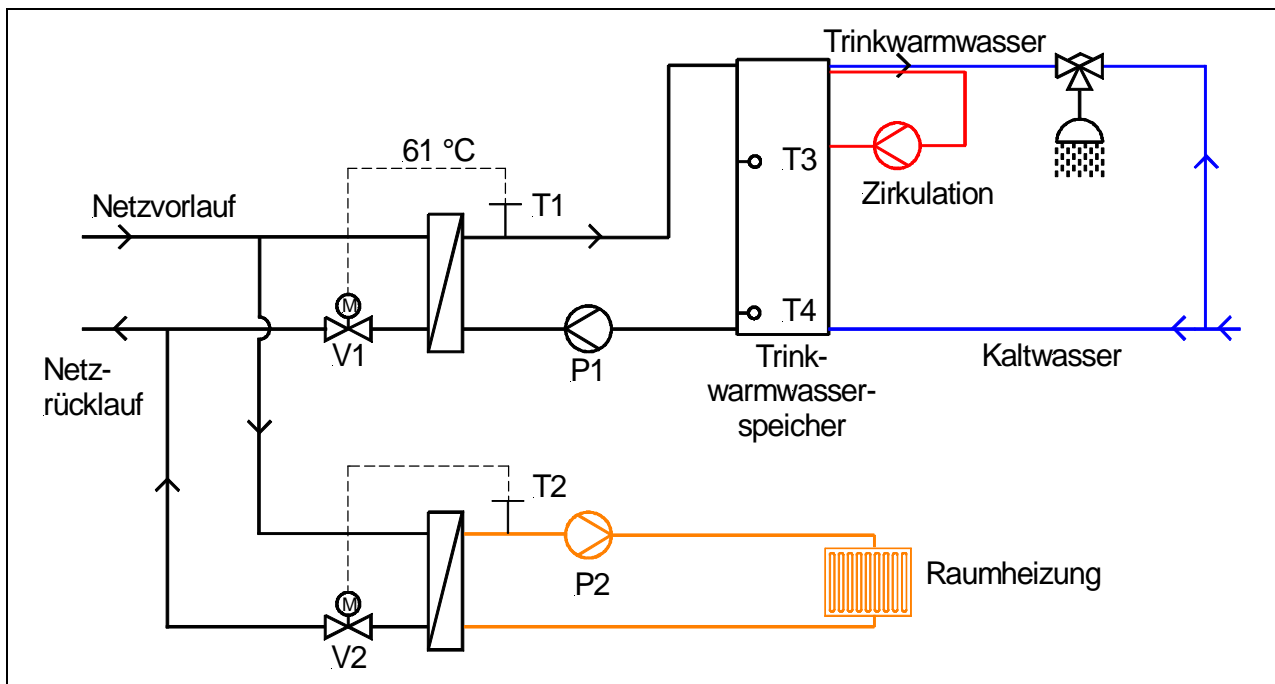 Trinkwarmwasser
61 °C
T3
Zirkulation
Netzvorlauf
T1
M
V1
P1
T4
Kaltwasser
Netz-
rücklauf
Trink-
warmwasser-
speicher
T2
P2
Raumheizung
M
V2